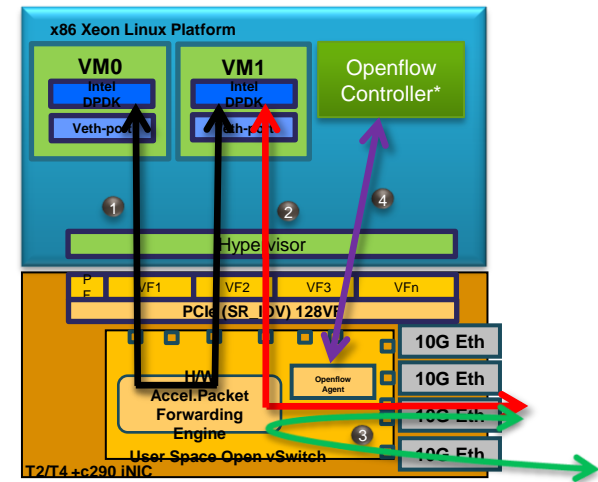 x86 Xeon Linux Platform
VM0
Intel
DPDK
Veth-port
VM1
Intel
DPDK
Veth-port
Openflow
Controller*
1
2
4
Hypervisor
P
F
VF1
VF2
VF3
VFn
PCIe (SR_IOV) 128VF
10G Eth
10G Eth
10G Eth
10G Eth
H/W
Accel.Packet
Forwarding
Engine
Openflow
Agent
3
User Space Open vSwitch
T2/T4 +c290 iNIC